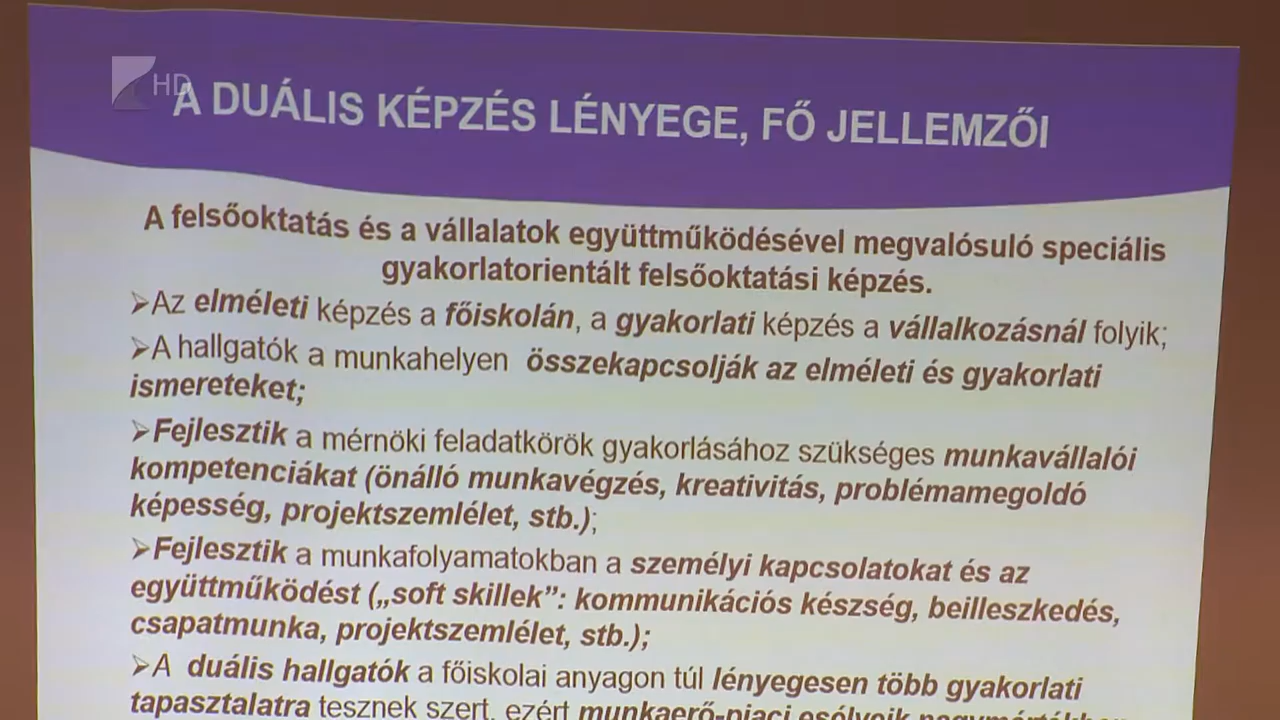 HD
A DUÁLIS KÉPZÉS LÉNYEGE, FŐ JELLEMZŐI
A felsőoktatás és a vállalatok együttműködésével megvalósuló speciális
gyakorlatorientált felsőoktatási képzés.
➢Az elméleti képzés a főiskolán, a gyakorlati képzés a vállalkozásnál folyik;
➢A hallgatók a munkahelyen összekapcsolják az elméleti és gyakorlati
ismereteket;
➢Fejlesztik a mérnöki feladatkörök gyakorlásához szükséges munkavállalói
kompetenciákat (önálló munkavégzés, kreativitás, problémamegoldó
képesség, projektszemlélet, stb.);
➢Fejlesztik a munkafolyamatokban a személyi kapcsolatokat és az
együttműködést („soft skillek”: kommunikációs készség, beilleszkedés,
csapatmunka, projektszemlélet, stb.);
➢A duális hallgatók a főiskolai anyagon túl lényegesen több gyakorlati
tapasztalatra tesznek szert, ezért munkaerő-piaci esélyeik